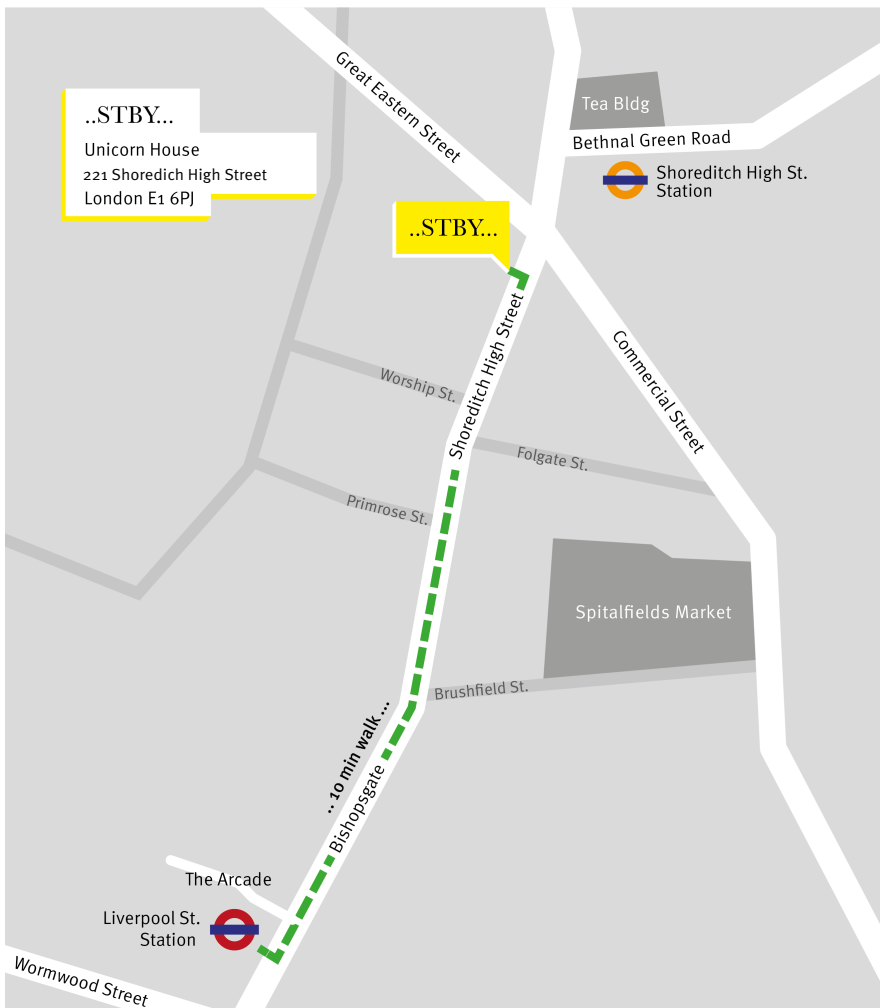 ..STBY...
Unicorn House
221 Shoredich High Street
London E1 6PJ
Great Eastern Street
Tea Bldg
Bethnal Green Road
Shoreditch High St.
Station
..STBY...
Shoreditch High Street
Commercial Street
Worship St.
Folgate St.
Primrose St.
Spitalfields Market
Brushfield St.
.. 10 min walk ...
Bishopsgate
The Arcade
Liverpool St.
Station
Wormwood Street